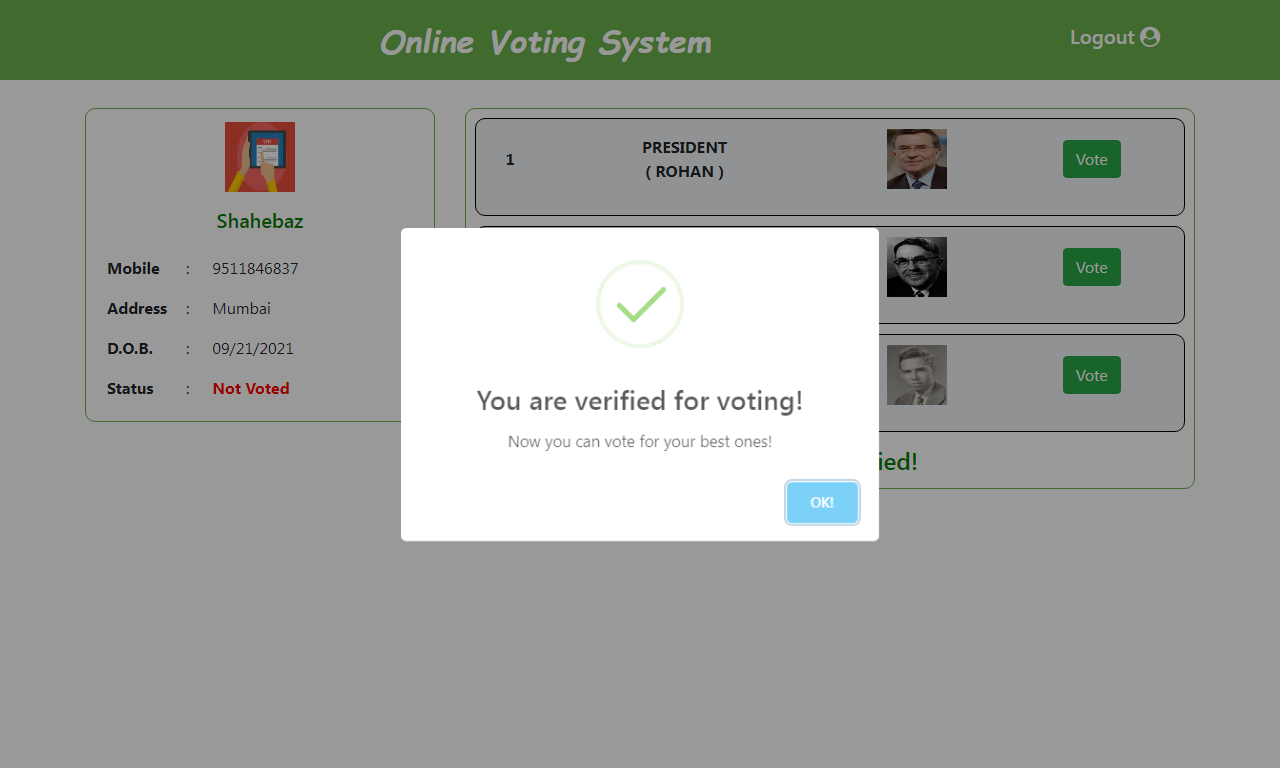 Online Voting System
Logout
Shahebaz
Mobile : 9511846837
Address : Mumbai
D.O.B. : 09/21/2021
Status : Not Voted
1
PRESIDENT
( ROHAN )
Vote
Vote
Vote
You are verified for voting!
Now you can vote for your best ones!
OK!